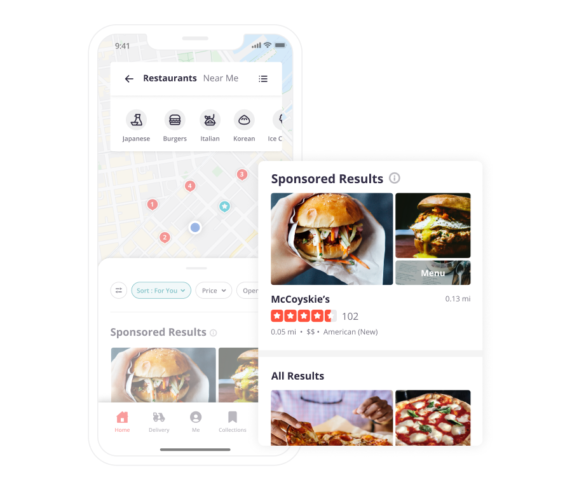 9:41
Restaurants Near Me
Japanese Burgers Italian Korean Ice C
3
4
1
2
Sort : For You Price Oper
Sponsored Results
Home Delivery Me Collections
Sponsored Results
Menu
McCoyskie's 0.13 mi
102
0.05 mi • $$ • American (New)
All Results